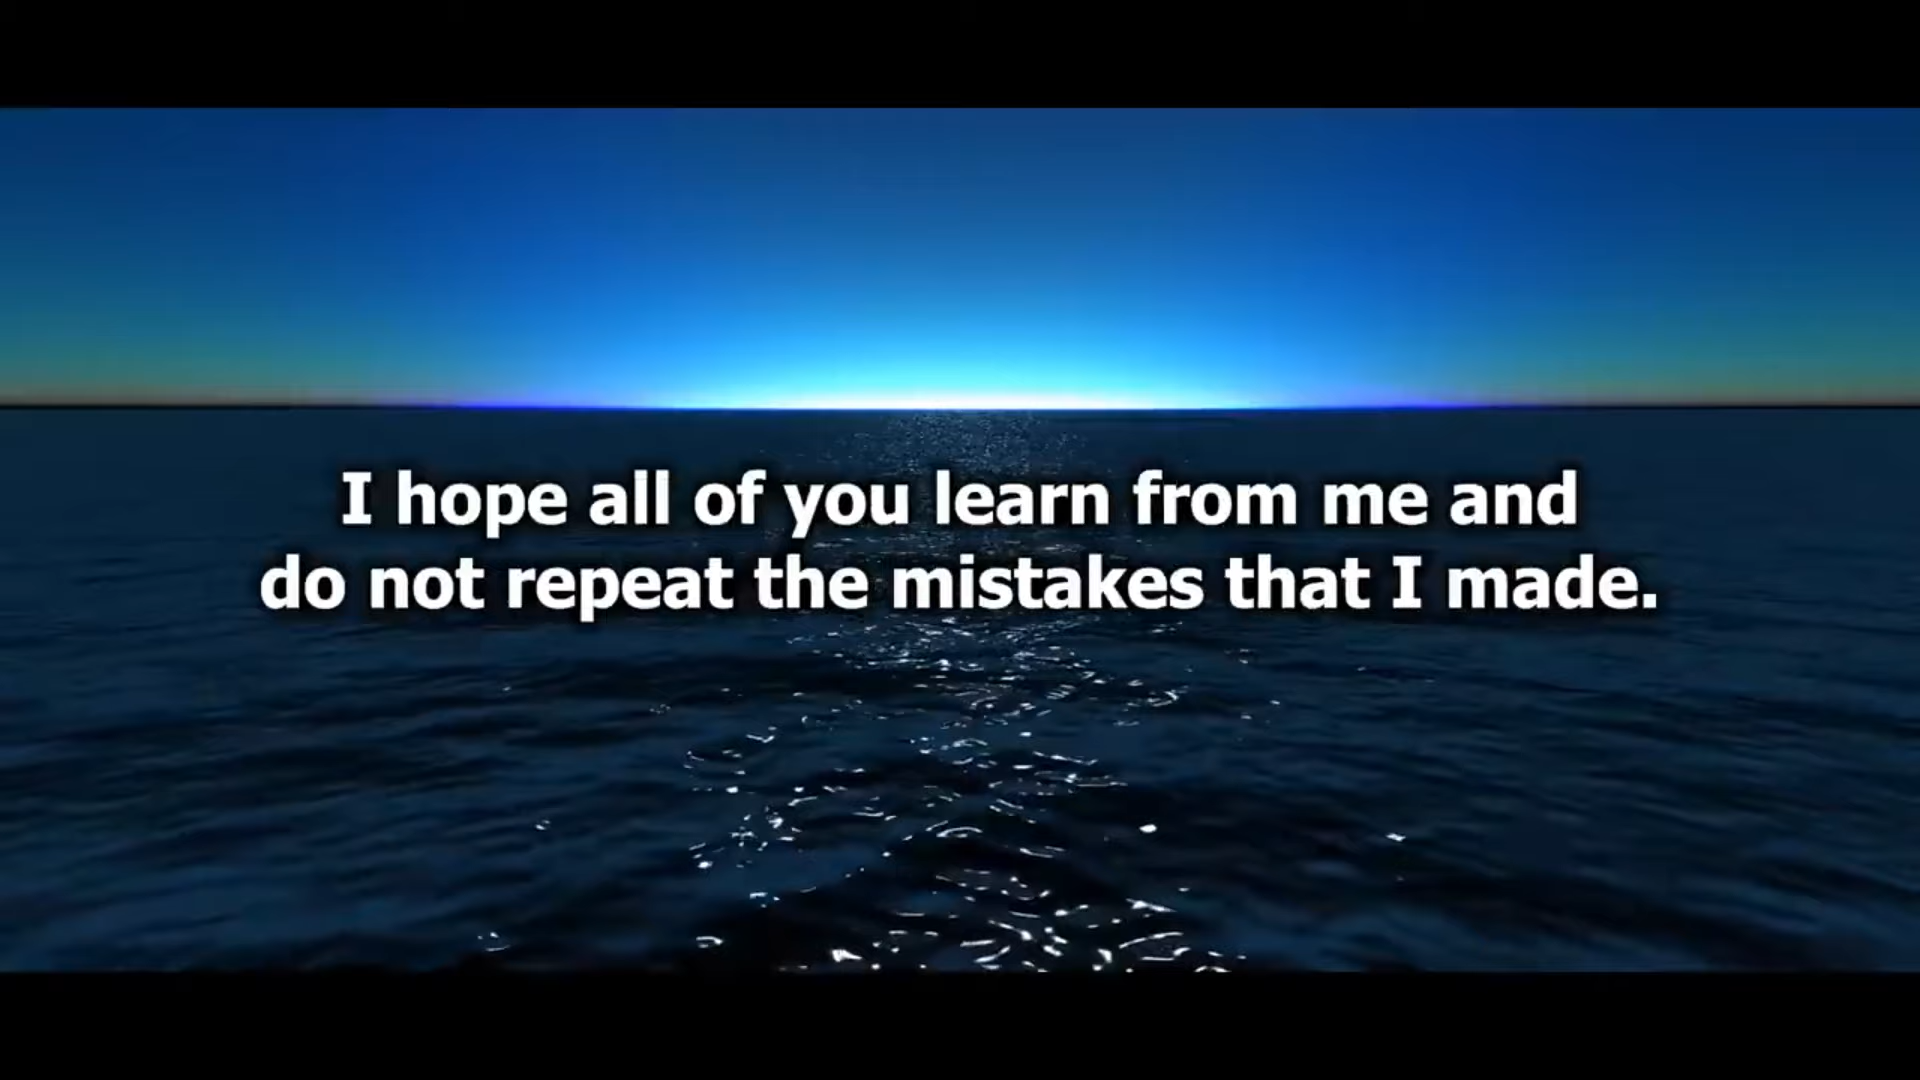 I hope all of you learn from me and
do not repeat the mistakes that I made.